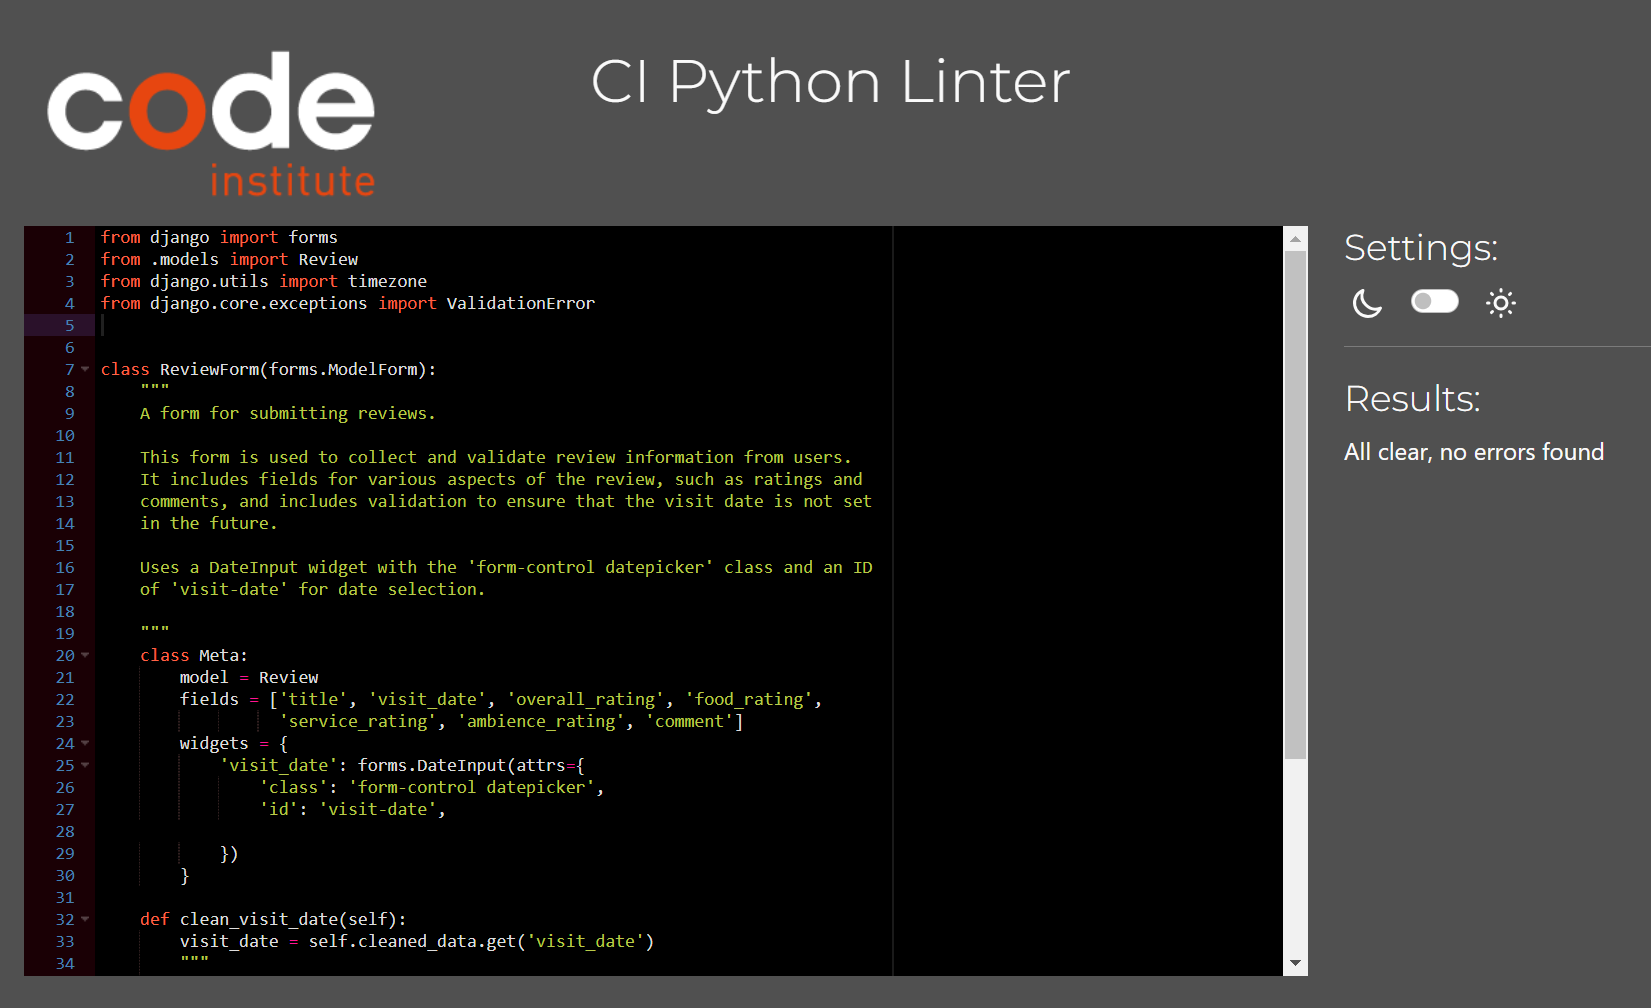 code
institute
CI Python Linter
1 from django import forms
2 from .models import Review
3 from django.utils import timezone
4 from django.core.exceptions import ValidationError
5
6
7 class ReviewForm(forms.ModelForm):
8     """
9     A form for submitting reviews.
10
11     This form is used to collect and validate review information from users.
12     It includes fields for various aspects of the review, such as ratings and
13     comments, and includes validation to ensure that the visit date is not set
14     in the future.
15
16     Uses a DateInput widget with the 'form-control datepicker' class and an ID
17     of 'visit-date' for date selection.
18
19     """
20     class Meta:
21         model = Review
22         fields = ['title', 'visit_date', 'overall_rating', 'food_rating',
23                   'service_rating', 'ambience_rating', 'comment']
24         widgets = {
25             'visit_date': forms.DateInput(attrs={
26                 'class': 'form-control datepicker',
27                 'id': 'visit-date',
28
29             })
30         }
31
32     def clean_visit_date(self):
33         visit_date = self.cleaned_data.get('visit_date')
34         """
Settings:
Results:
All clear, no errors found